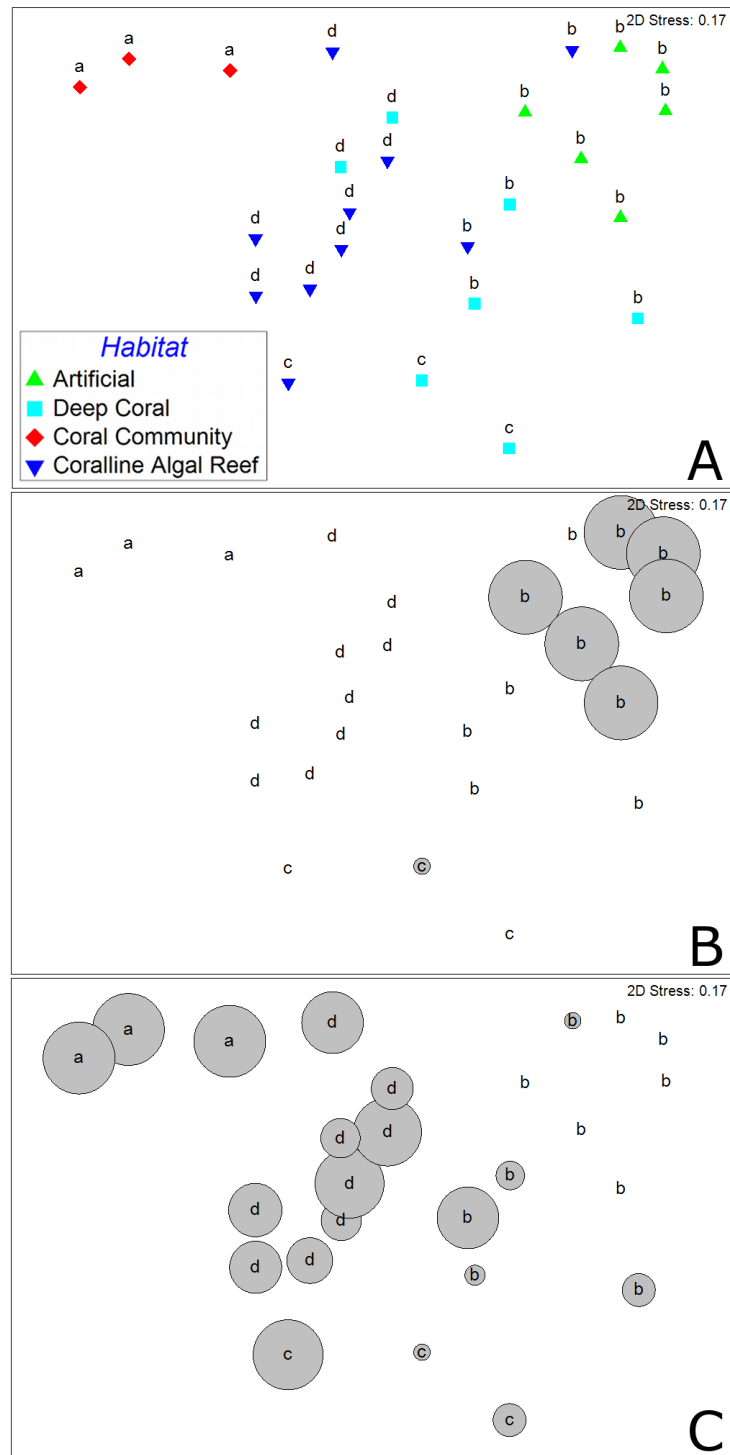 2D Stress: 0.17
b
d b
a b
a a
d b b
d
d b
d b
d
d b
d d
b b
Habitat
Artificial
Deep Coral
Coral Community
Coralline Algal Reef
c c
c
A
2D Stress: 0.17
a d b b
a a b
d b b
d d b
d b b
d d b
d d b b
c c
c
B
2D Stress: 0.17
a d b b
a a b
d b b
d d b
d b b
d d b
d d b b
c c
c
C